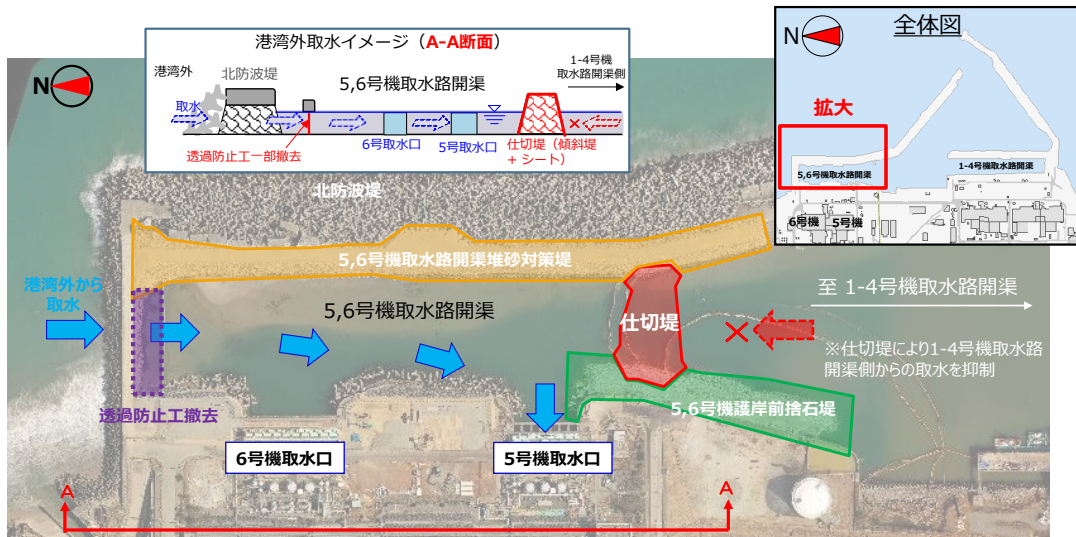 港湾外取水イメージ（A-A断面）
港湾外
北防波堤
5,6号機取水路開渠
1-4号機
取水路開渠側
取水
透過防止工一部撤去
6号取水口
5号取水口
仕切堤（傾斜堤
＋シート）
N
全体図
N
拡大
5,6号機取水路開渠
1-4号機取水路開渠
6号機
5号機
北防波堤
5,6号機取水路開渠堆砂対策堤
港湾外から
取水
5,6号機取水路開渠
仕切堤
至 1-4号機取水路開渠
※仕切堤により1-4号機取水路
開渠側からの取水を抑制
透過防止工撤去
5,6号機護岸前捨石堤
6号機取水口
5号機取水口
A
A